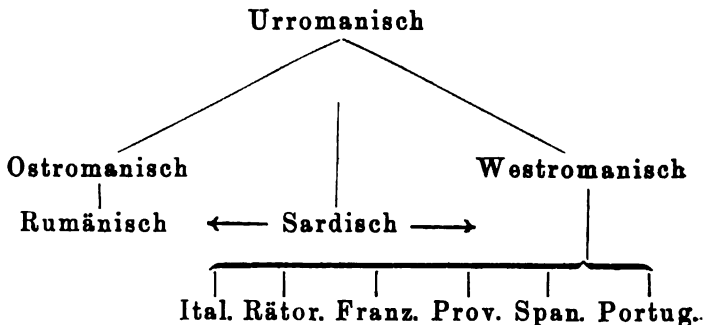 Urromanisch
Ostromanisch Westromanisch
Rumänisch Sardisch
Ital. Rätor. Franz. Prov. Span. Portug.